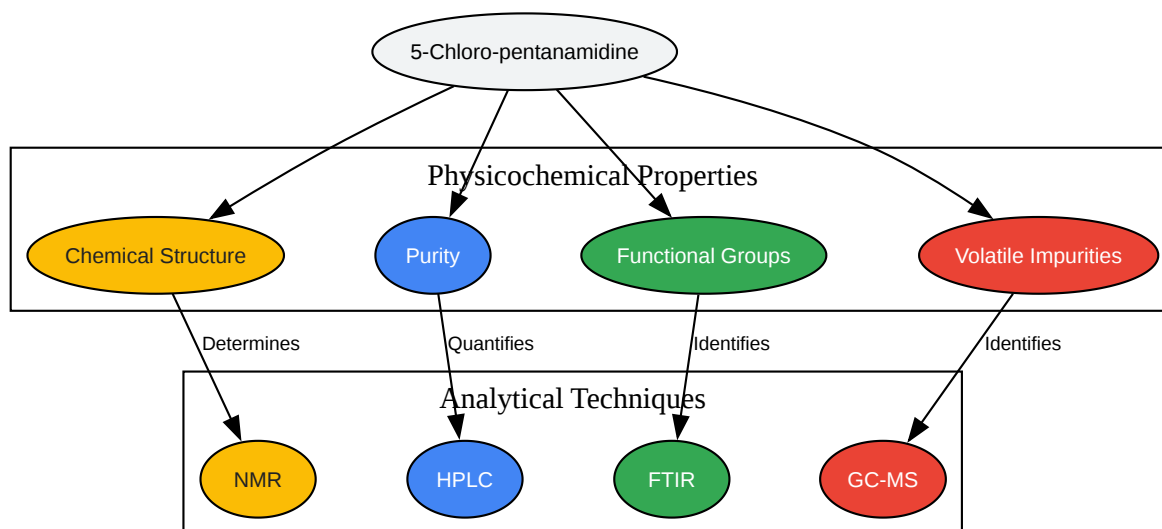 5-Chloro-pentanamidine
Physicochemical Properties
Chemical Structure
Purity
Functional Groups
Volatile Impurities
Determines
Quantifies
Identifies
Identifies
Analytical Techniques
NMR
HPLC
FTIR
GC-MS